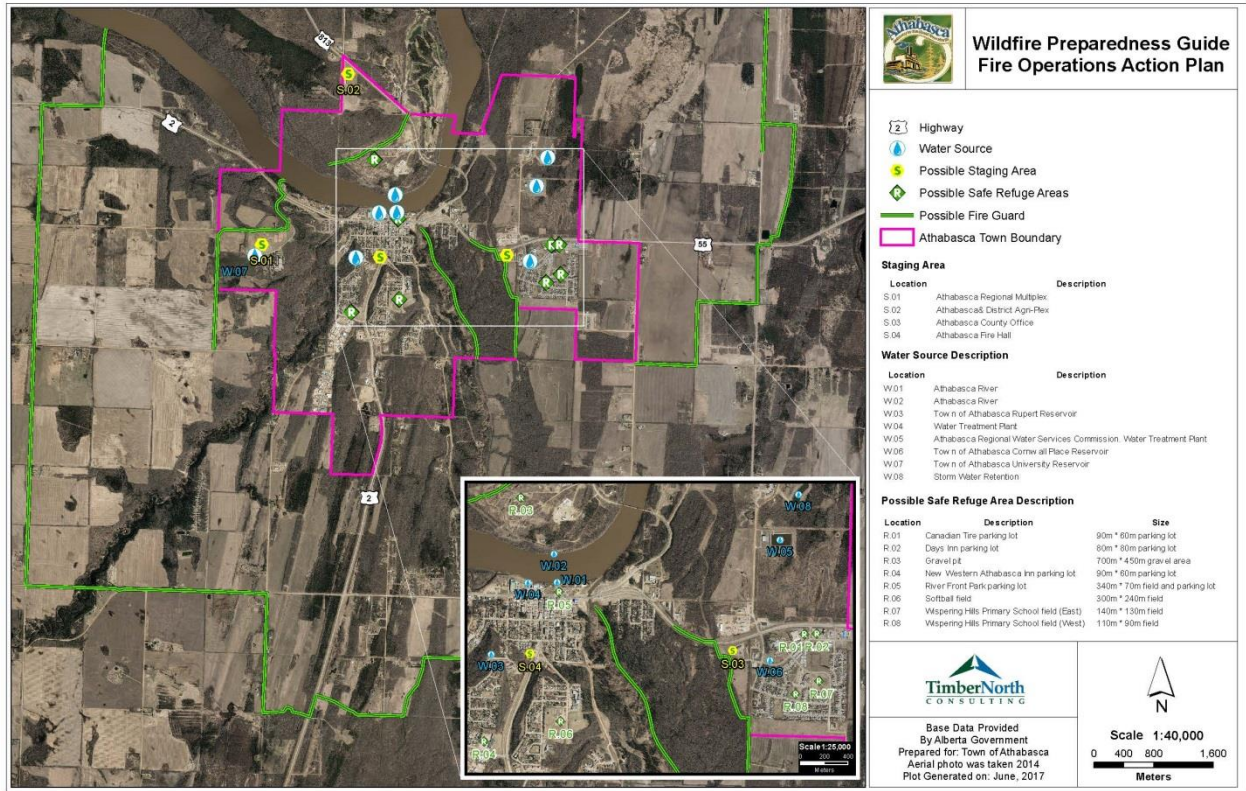 Athabasca
Wildfire Preparedness Guide
Fire Operations Action Plan
2 Highway
Water Source
S Possible Staging Area
R Possible Safe Refuge Areas
Possible Fire Guard
Athabasca Town Boundary
Staging Area
Location Description
S.01 Athabasca Regional Multiplex
S.02 Athabasca& District Agri-Plex
S.03 Athabasca County Office
S.04 Athabasca Fire Hall
Water Source Description
Location Description
W.01 Athabasca River
W.02 Athabasca River
W.03 Town of Athabasca Rupert Reservoir
W.04 Water Treatment Plant
W.05 Athabasca Regional Water Services Commission. Water Treatment Plant
W.06 Town of Athabasca Cornwall Place Reservoir
W.07 Town of Athabasca University Reservoir
W.08 Storm Water Retention
Possible Safe Refuge Area Description
Location Description Size
R.01 Canadian Tire parking lot 90m * 60m parking lot
R.02 Days Inn parking lot 80m * 80m parking lot
R.03 Gravel pit 700m * 450m gravel area
R.04 New Western Athabasca Inn parking lot 90m * 60m parking lot
R.05 River Front Park parking lot 340m * 70m field and parking lot
R.06 Softball field 300m * 240m field
R.07 Wispering Hills Primary School field (East) 140m * 130m field
R.08 Wispering Hills Primary School field (West) 110m * 90m field
TimberNorth
CONSULTING
Base Data Provided
By Alberta Government
Prepared for: Town of Athabasca
Aerial photo was taken 2014
Plot Generated on: June, 2017
N
Scale 1:40,000
0 400 800 1,600
Meters
813
S
S.02
2
R
S
S.01
W.07
S
S
R
R
R
R
R
55
2
R.03
W.08
W.05
W.02
W.01
W.04
R.05
W.03
S.04
S.03
R.01
R.02
W.06
R.07
R.08
R.06
R.04
Scale 1:25,000
0 200 400
Meters